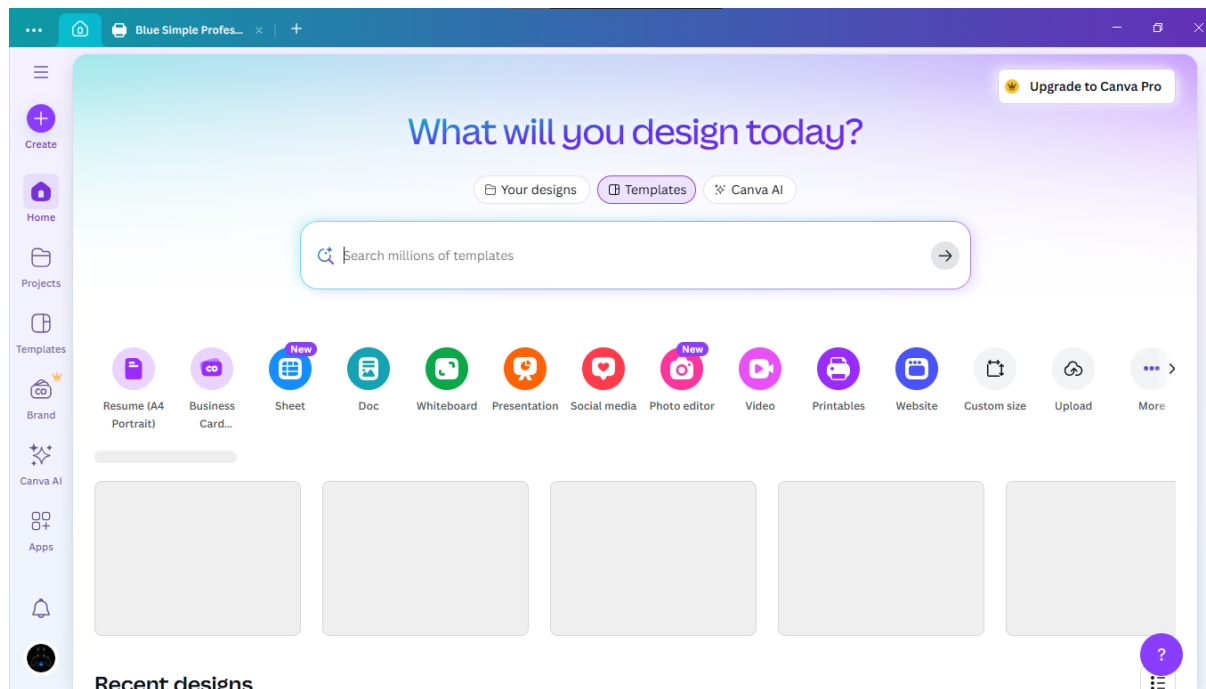 Blue Simple Profes...
Upgrade to Canva Pro
What will you design today?
Create
Your designs
Templates
Canva AI
Home
Search millions of templates
Projects
Templates
New
New
Resume (A4
Portrait)
Business
Card...
Sheet
Doc
Whiteboard
Presentation
Social media
Photo editor
Video
Printables
Website
Custom size
Upload
More
Brand
CO
CO
Canva AI
Apps
?
Recent designs